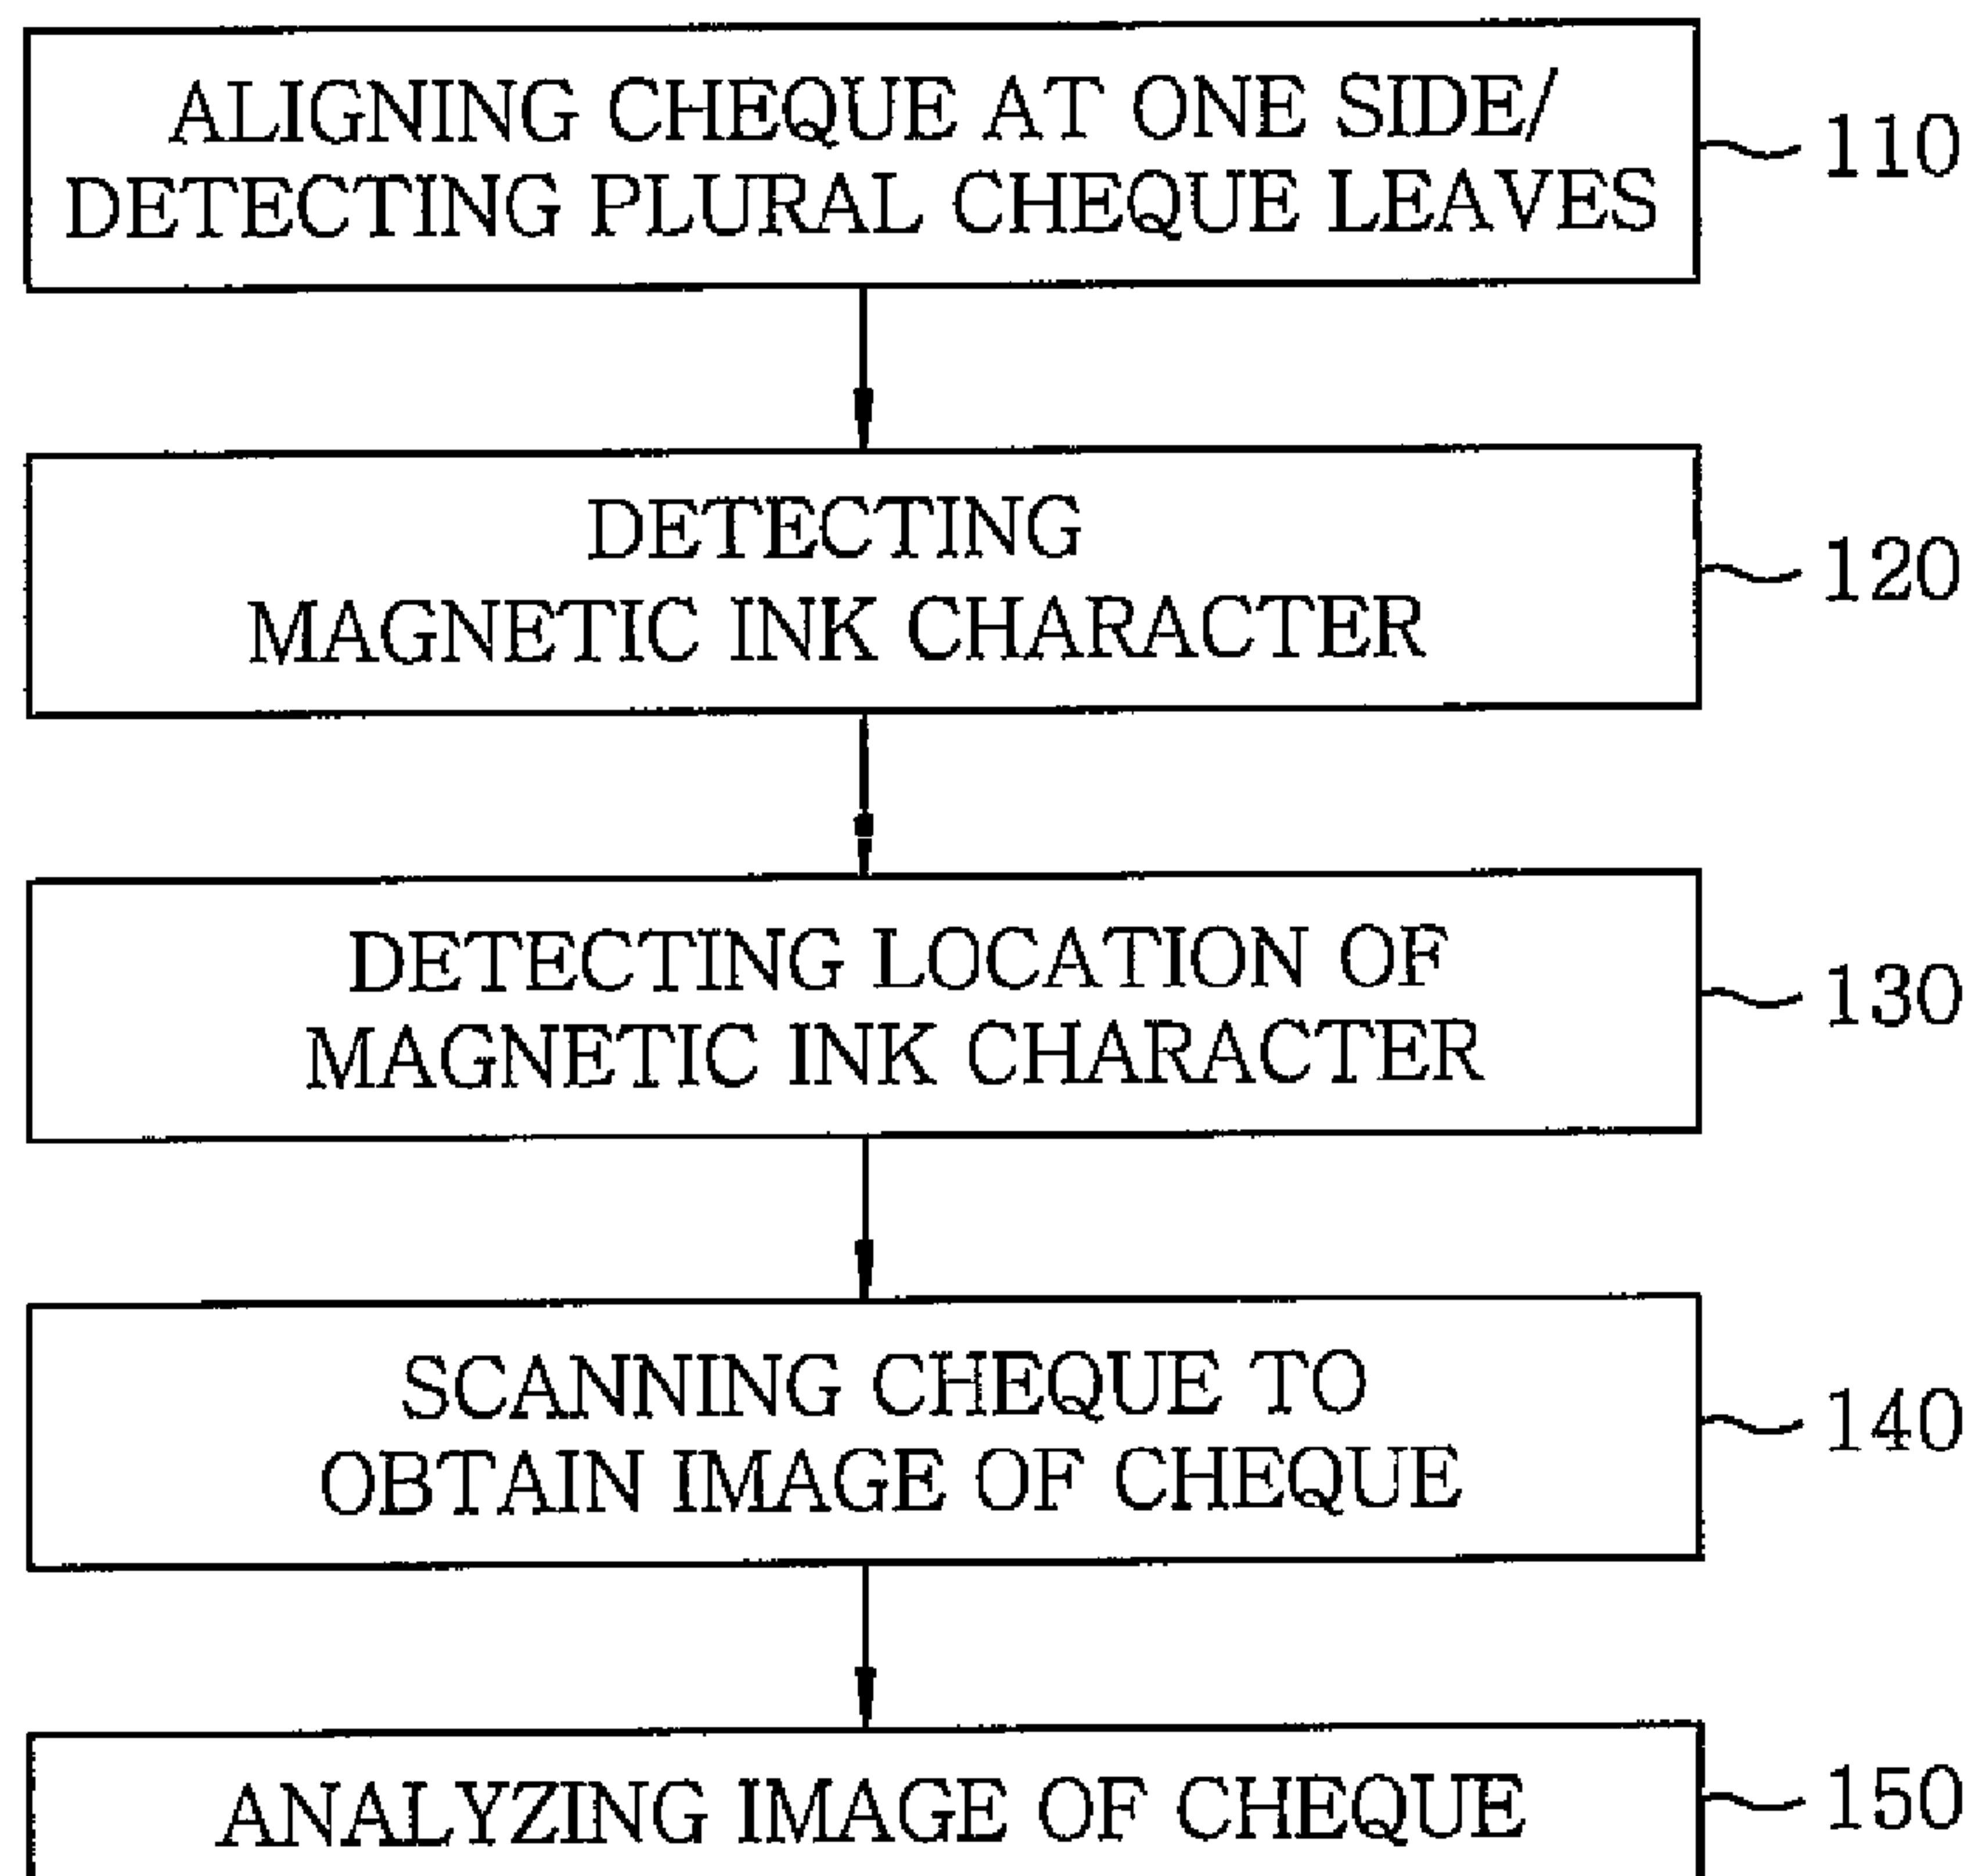 ALIGNING CHEQUE AT ONE SIDE/
DETECTING PLURAL CHEQUE LEAVES
110
DETECTING
MAGNETIC INK CHARACTER
120
DETECTING LOCATION OF
MAGNETIC INK CHARACTER
130
SCANNING CHEQUE TO
OBTAIN IMAGE OF CHEQUE
140
ANALYZING IMAGE OF CHEQUE
150